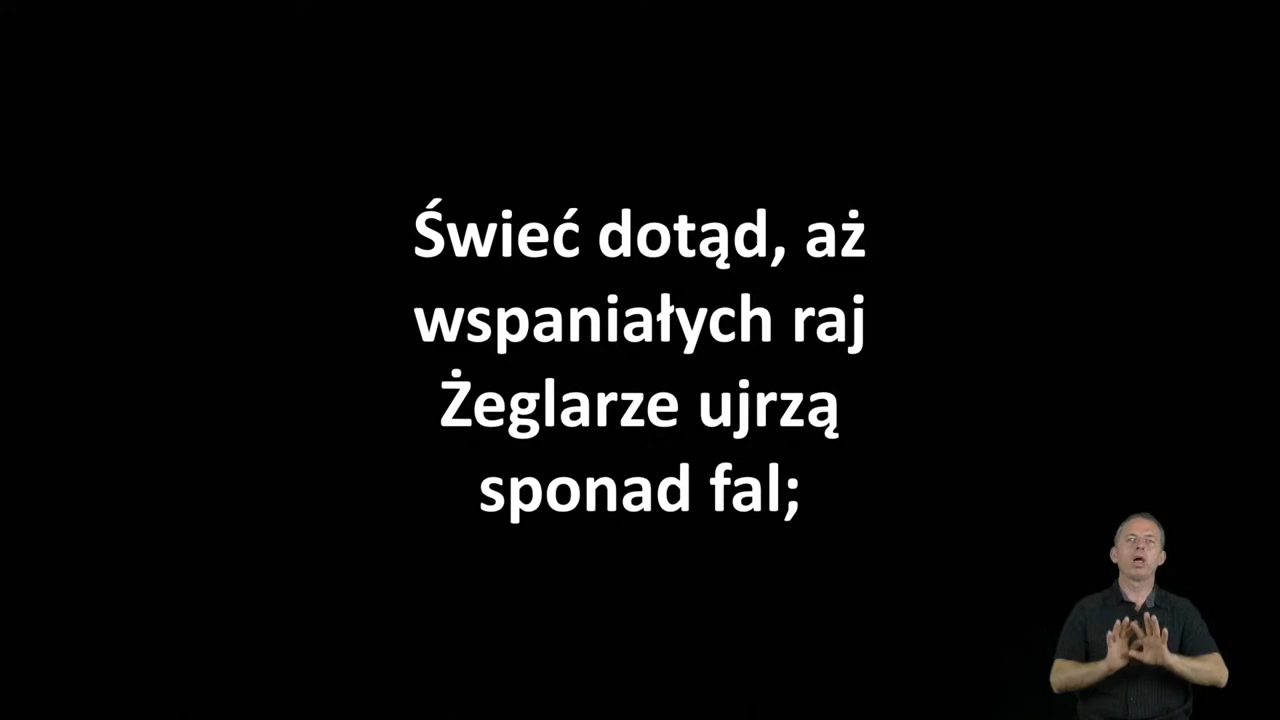 Świeć dotąd, aż
wspaniałych raj
Żeglarze ujrzą
sponad fal;